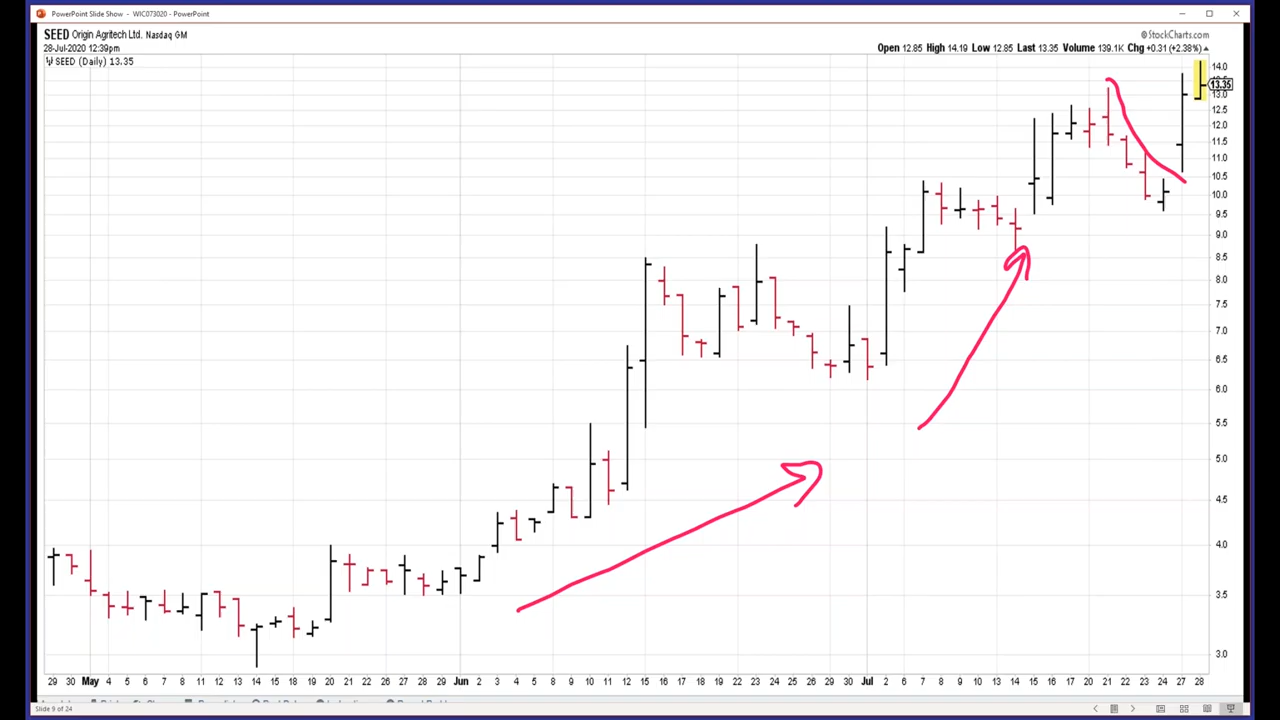 PowerPoint Slide Show - WIC073020 - PowerPoint
SEED Origin Agritech Ltd. Nasdaq GM
© StockCharts.com
28-Jul-2020 12:39pm
Open 12.85 High 14.19 Low 12.85 Last 13.35 Volume 139.1K Chg +0.31 (+2.38%)
SEED (Daily) 13.35
14.0
13.35
13.0
12.5
12.0
11.5
11.0
10.5
10.0
9.5
9.0
8.5
8.0
7.5
7.0
6.5
6.0
5.5
5.0
4.5
4.0
3.5
3.0
29 30 May 4 5 6 7 8 11 12 13 14 15 18 19 20 21 22 26 27 28 29 Jun 2 3 4 5 8 9 10 11 12 15 16 17 18 19 22 23 24 25 26 29 30 Jul 2 6 7 8 9 10 13 14 15 16 17 20 21 22 23 24 27 28
Slide 9 of 24